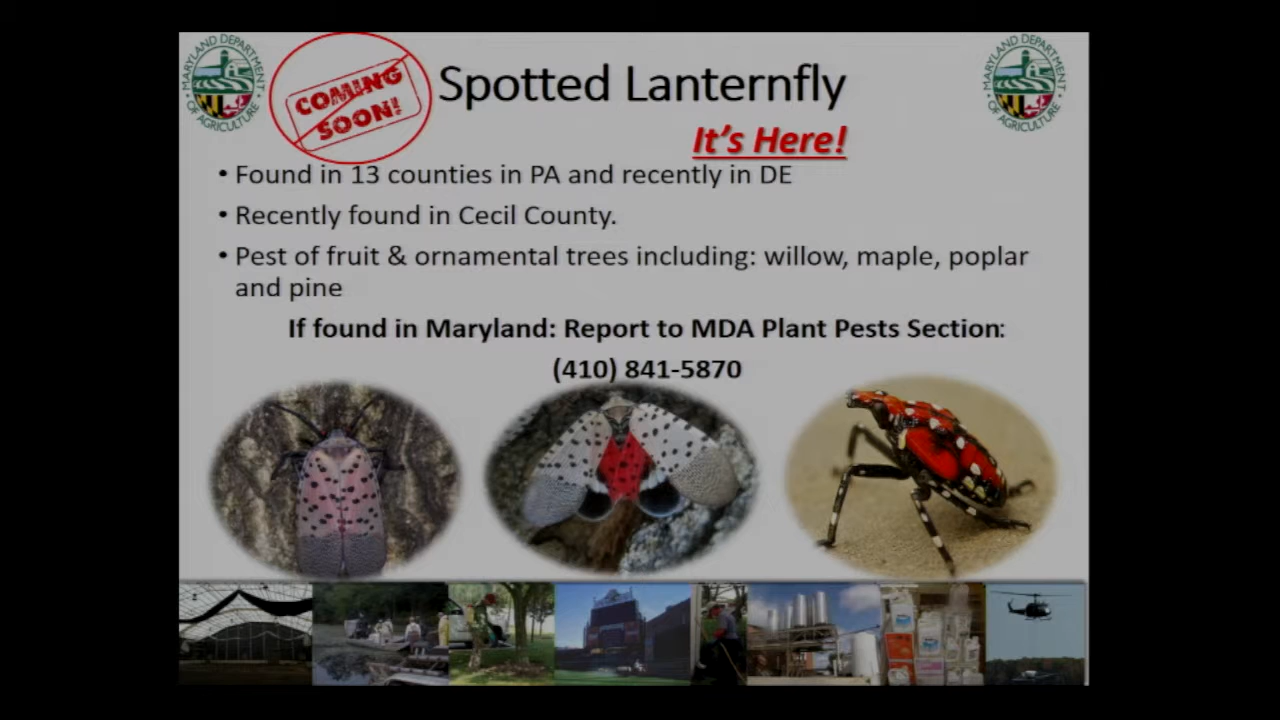 MARYLAND DEPARTMENT OF AGRICULTURE
COMING SOON!
Spotted Lanternfly
MARYLAND DEPARTMENT OF AGRICULTURE
It's Here!
• Found in 13 counties in PA and recently in DE
• Recently found in Cecil County.
• Pest of fruit & ornamental trees including: willow, maple, poplar
and pine
If found in Maryland: Report to MDA Plant Pests Section:
(410) 841-5870